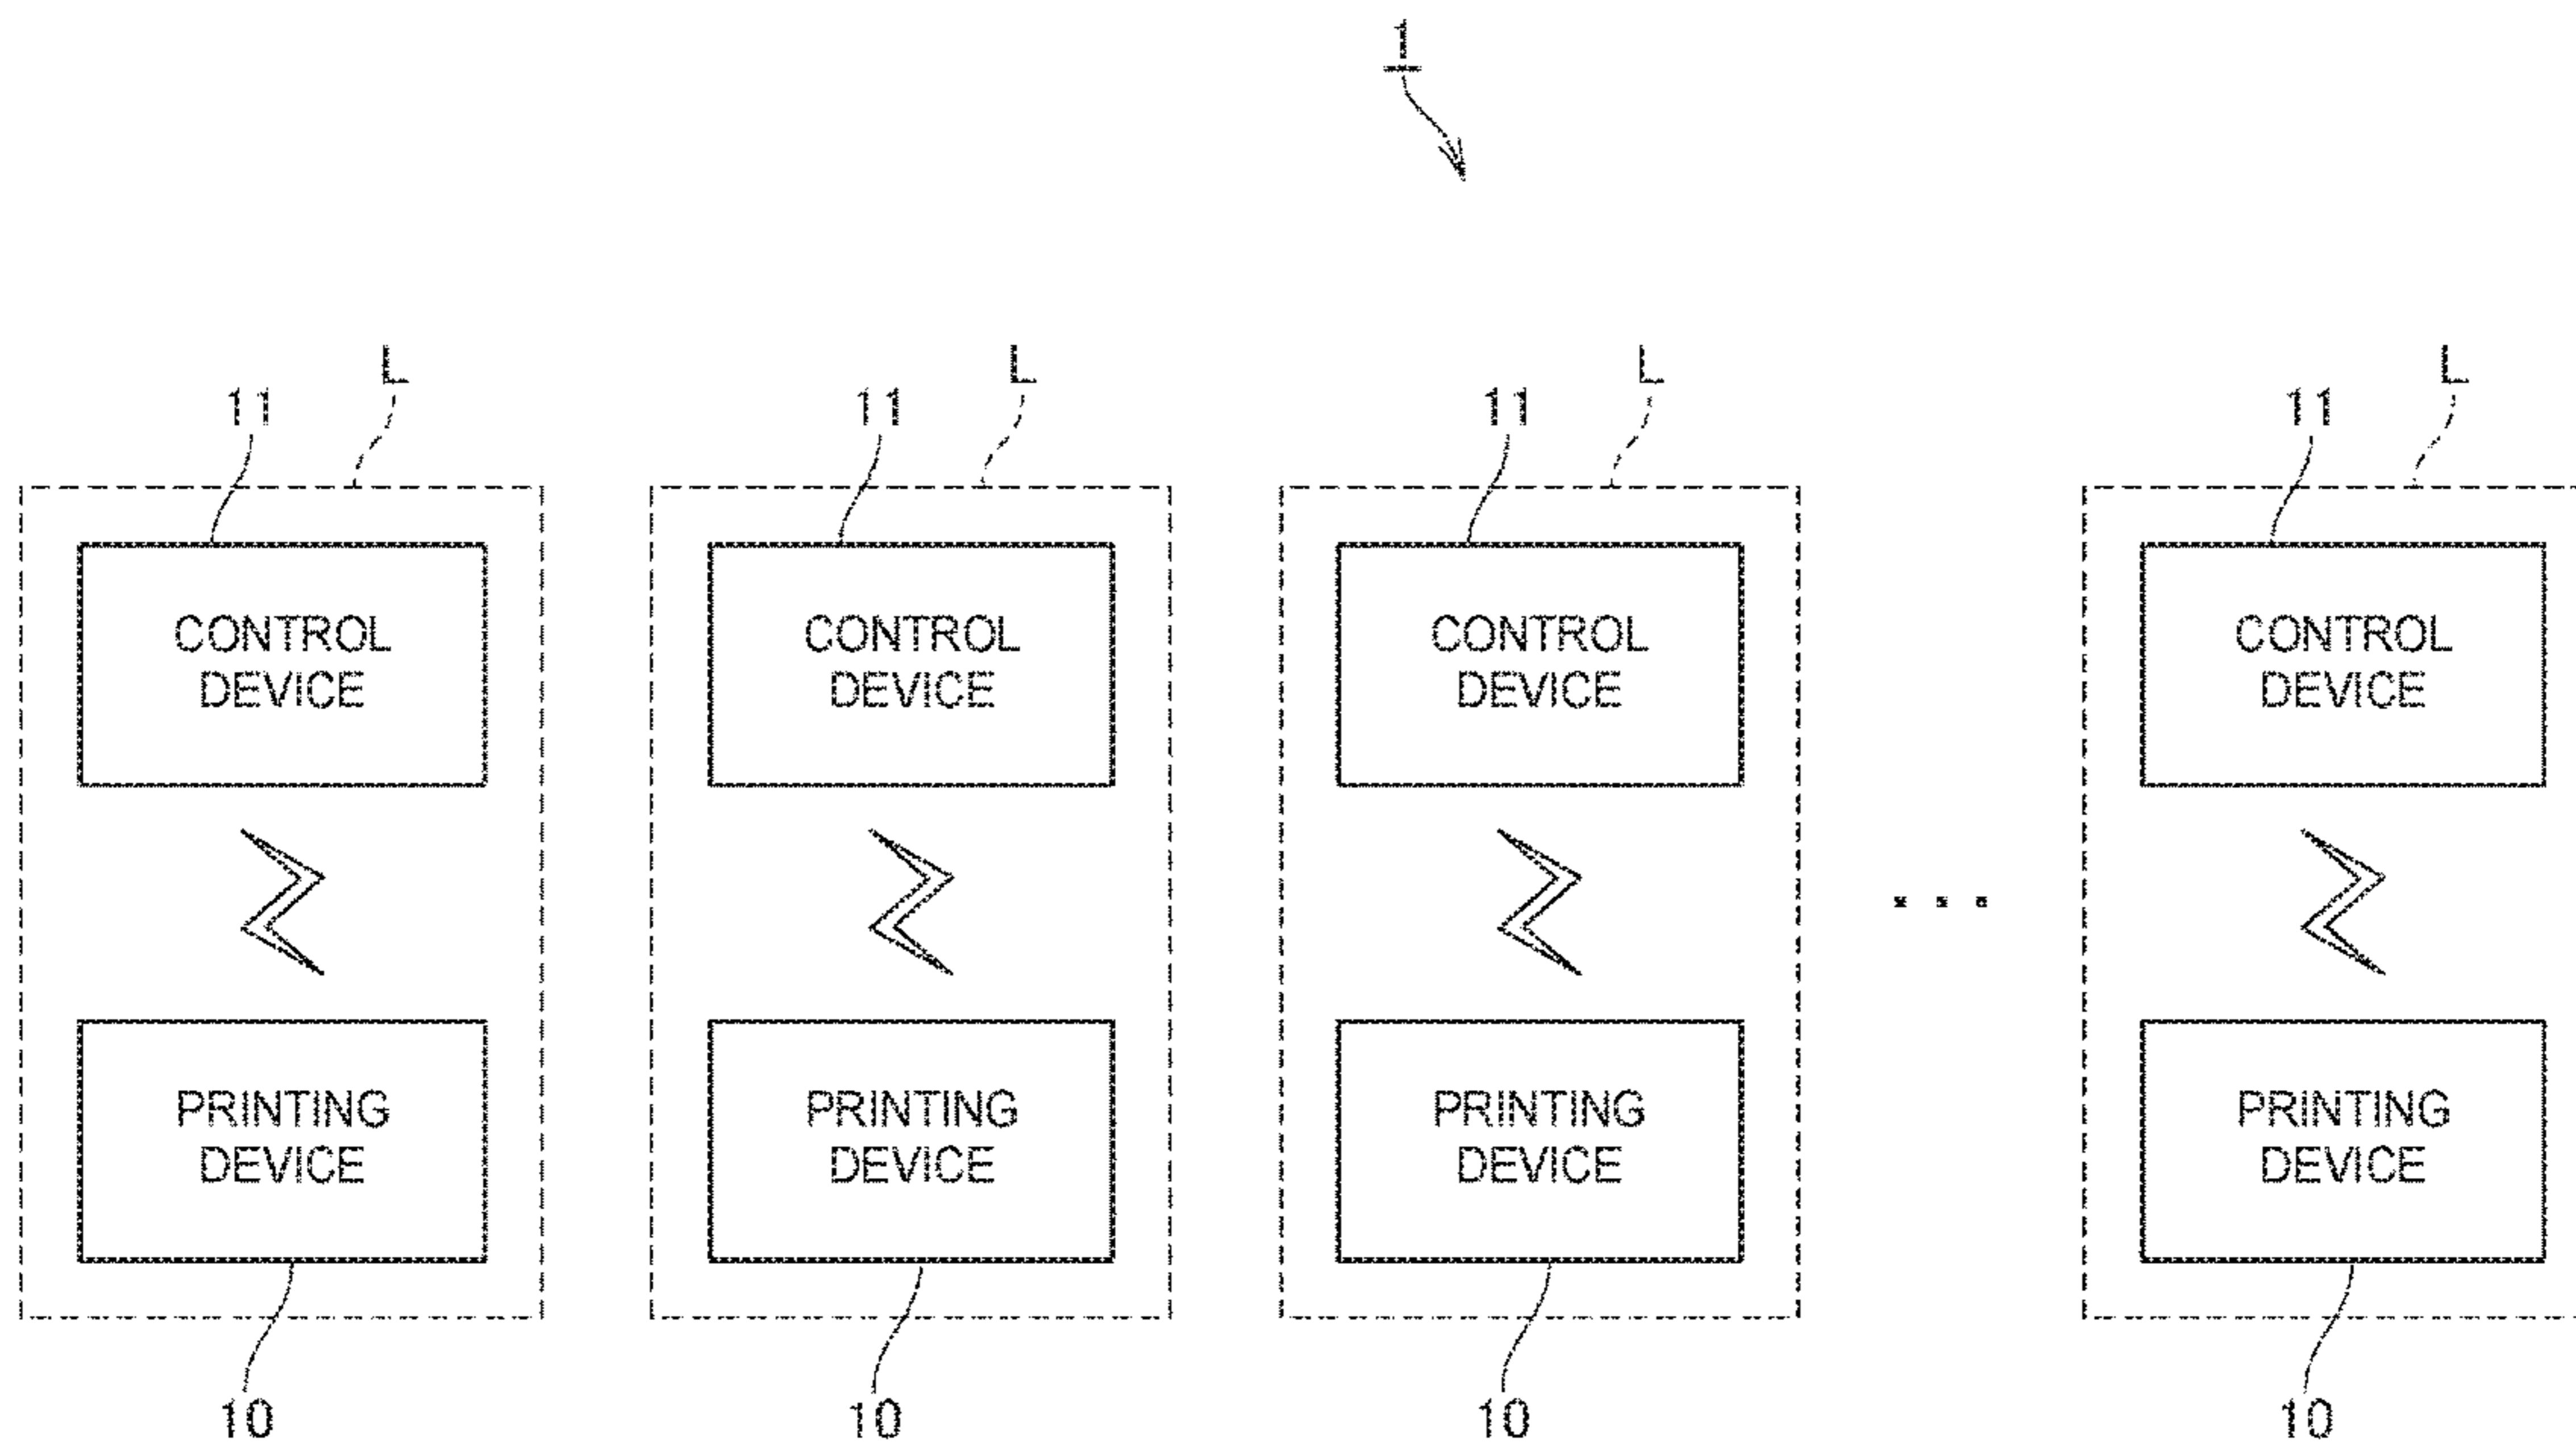 1
L L L L
11 11 11 11
CONTROL CONTROL CONTROL CONTROL
DEVICE DEVICE DEVICE DEVICE
. . .
PRINTING PRINTING PRINTING PRINTING
DEVICE DEVICE DEVICE DEVICE
10 10 10 10